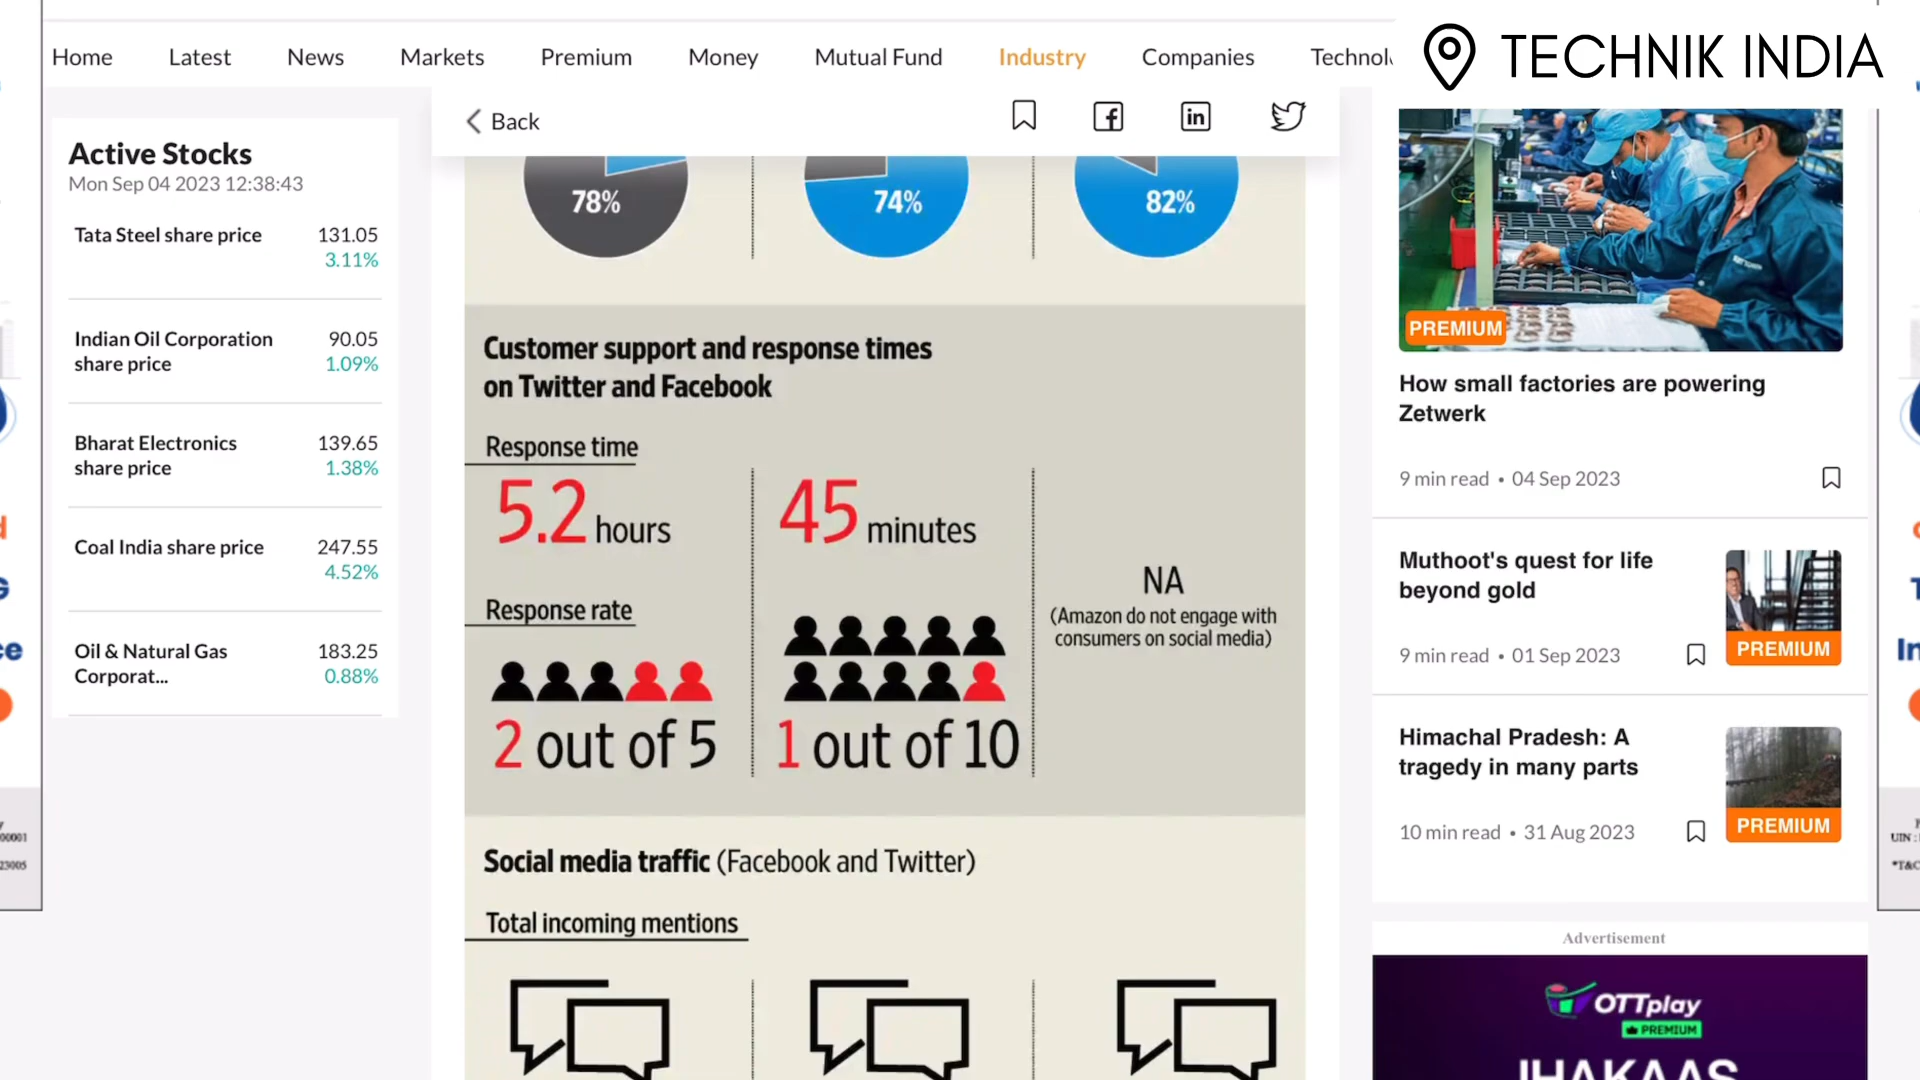 Home Latest News Markets Premium Money Mutual Fund Industry Companies Technol
TECHNIK INDIA
Back
Active Stocks
Mon Sep 04 2023 12:38:43
Tata Steel share price 131.05
3.11%
Indian Oil Corporation 90.05
share price 1.09%
Bharat Electronics 139.65
share price 1.38%
Coal India share price 247.55
4.52%
Oil & Natural Gas 183.25
Corporat... 0.88%
78% 74% 82%
Customer support and response times
on Twitter and Facebook
Response time
5.2 hours 45 minutes
NA
(Amazon do not engage with
consumers on social media)
Response rate
2 out of 5 1 out of 10
Social media traffic (Facebook and Twitter)
Total incoming mentions
PREMIUM
How small factories are powering
Zetwerk
9 min read • 04 Sep 2023
Muthoot's quest for life
beyond gold
9 min read • 01 Sep 2023
PREMIUM
Himachal Pradesh: A
tragedy in many parts
10 min read • 31 Aug 2023
PREMIUM
Advertisement
OTTplay
PREMIUM
JHAKAAS
00001
23005
UIN :
*T&C